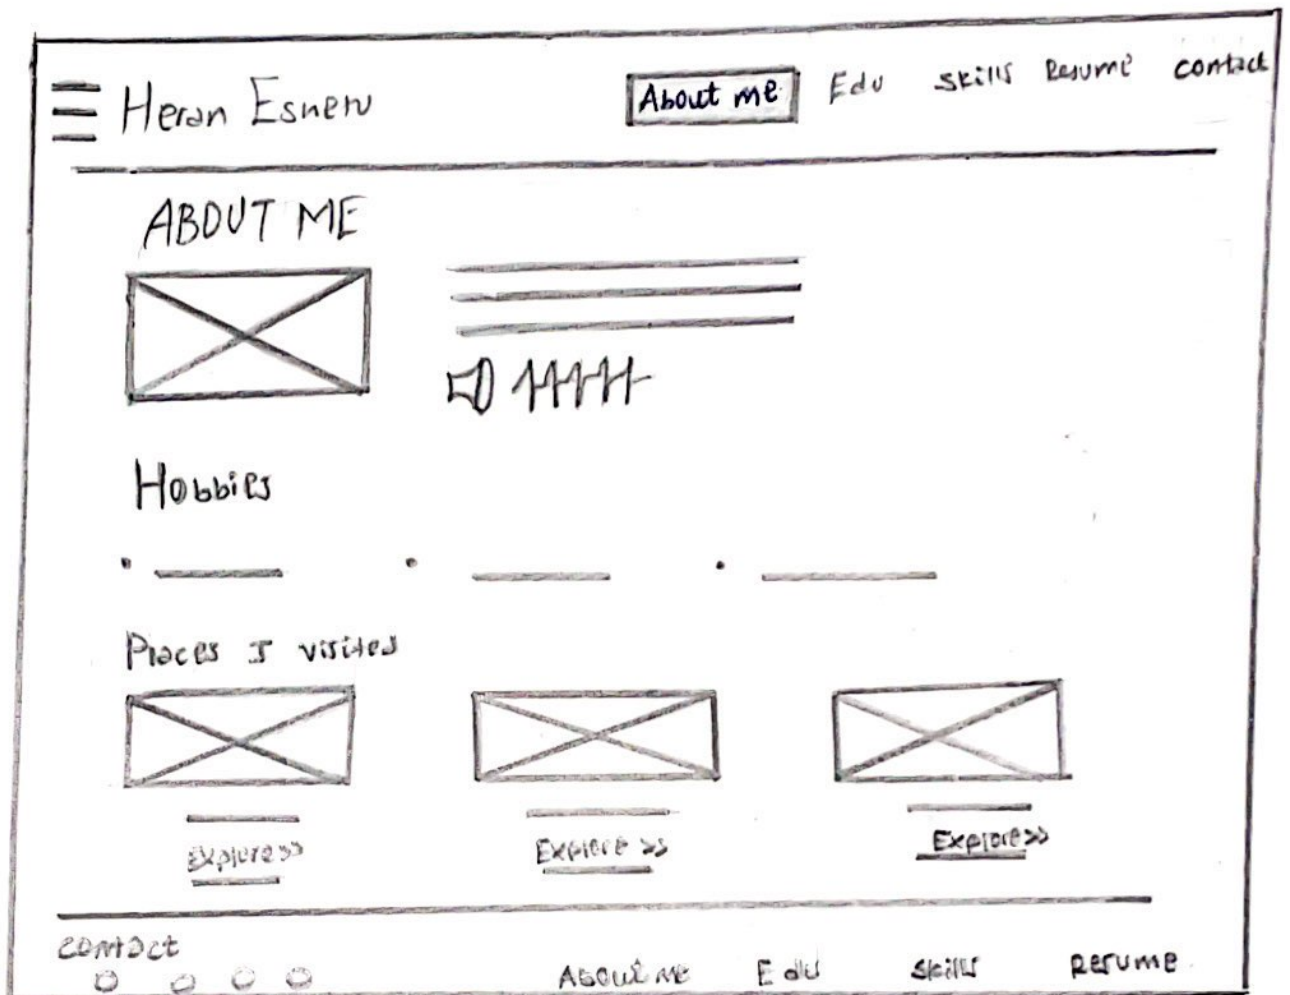 Heran Esheru
About me Edu skills Resume contact
ABOUT ME
Hobbies
Places I visited
Explore >> Explore >> Explore >>
contact
About me Edu skills Resume